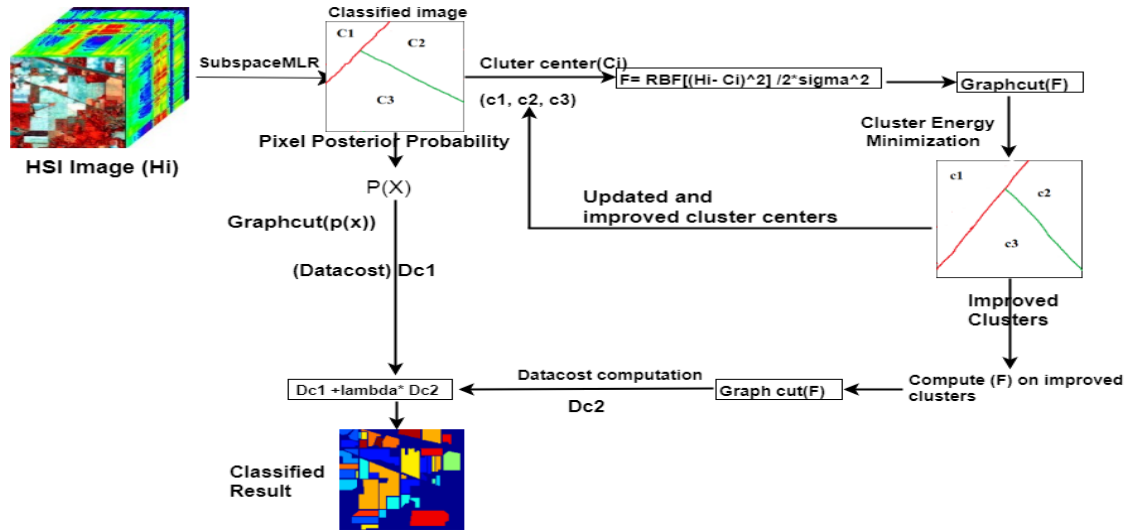 Classified image
C1
C2
C3
SubspaceMLR
HSI Image (Hi)
Cluter center(Ci)
(c1, c2, c3)
F= RBF[(Hi- Ci)^2] /2*sigma^2
Graphcut(F)
Cluster Energy
Minimization
Pixel Posterior Probability
P(X)
Graphcut(p(x))
(Datacost) Dc1
Updated and
improved cluster centers
c1
c2
c3
Improved
Clusters
Compute (F) on improved
clusters
Graph cut(F)
Datacost computation
Dc2
Dc1 +lambda* Dc2
Classified
Result